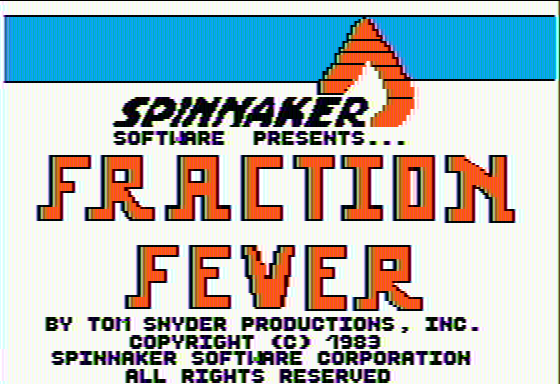 SPINNAKER
SOFTWARE PRESENTS...
FRACTION
FEVER
BY TOM SNYDER PRODUCTIONS, INC.
COPYRIGHT (C) 1983
SPINNAKER SOFTWARE CORPORATION
ALL RIGHTS RESERVED